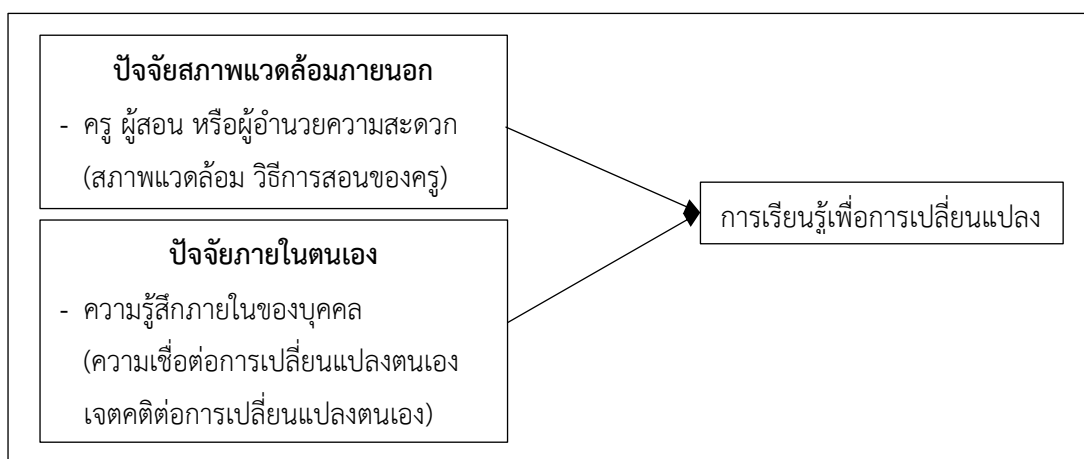 ปัจจัยสภาพแวดล้อมภายนอก
- ครู ผู้สอน หรือผู้อำนวยความสะดวก
(สภาพแวดล้อม วิธีการสอนของครู)
ปัจจัยภายในตนเอง
- ความรู้สึกภายในของบุคคล
(ความเชื่อต่อการเปลี่ยนแปลงตนเอง
เจตคติต่อการเปลี่ยนแปลงตนเอง)
การเรียนรู้เพื่อการเปลี่ยนแปลง